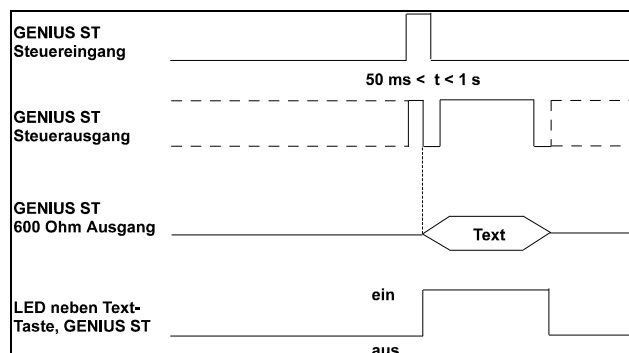 GENIUS ST
Steuereingang
50 ms < t < 1 s
GENIUS ST
Steuerausgang
GENIUS ST
600 Ohm Ausgang
Text
ein
LED neben Text-
Taste, GENIUS ST
aus